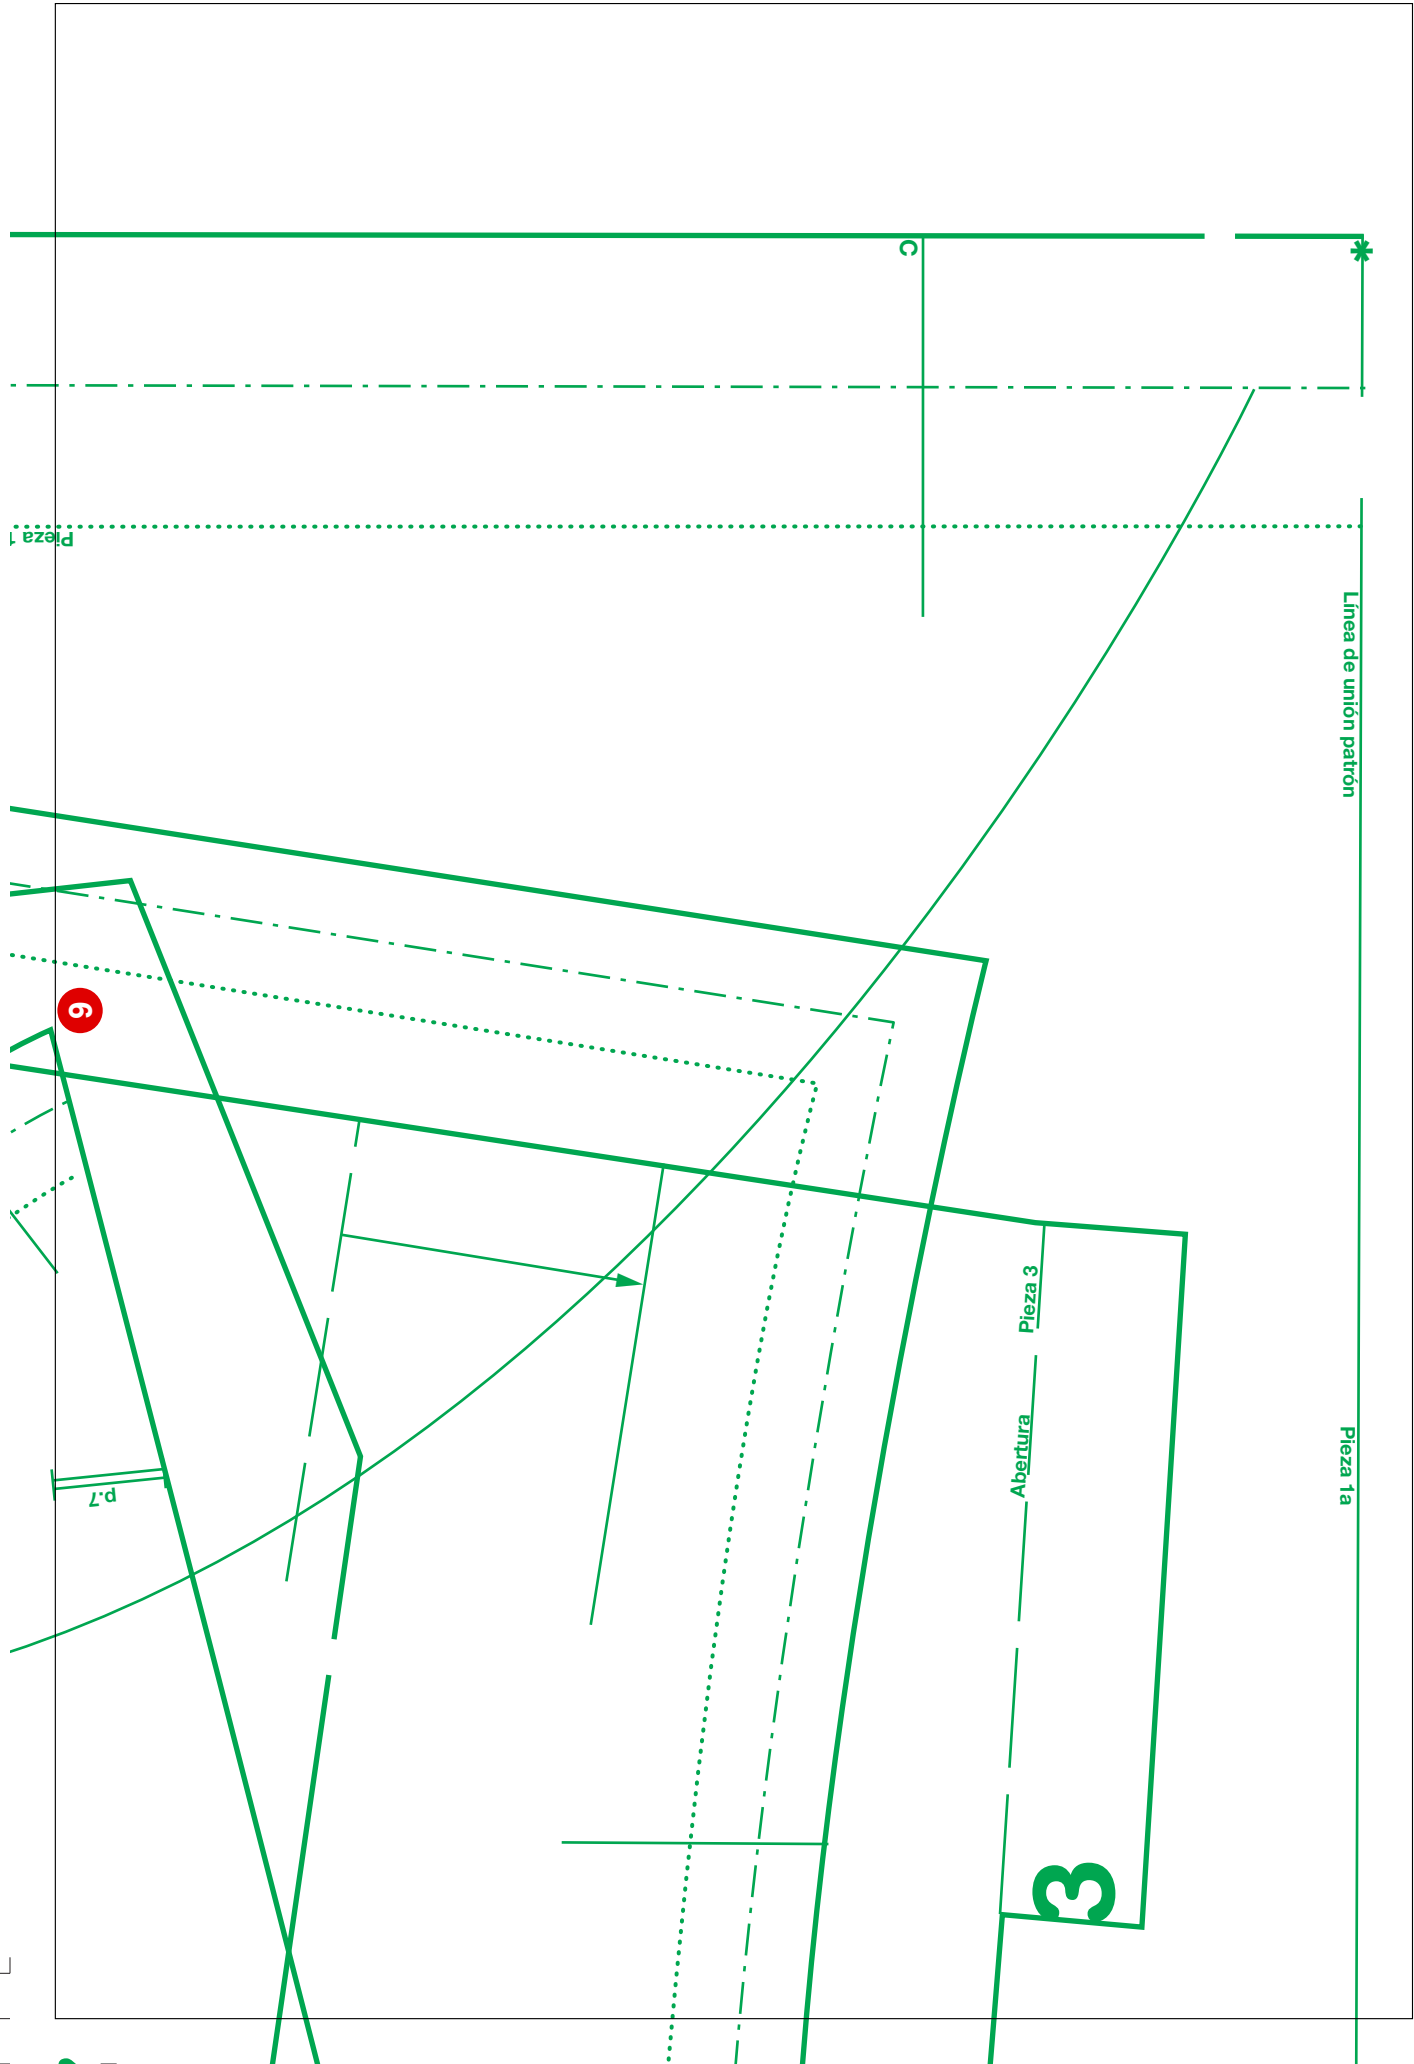 C
*
Pieza 1
Línea de unión patrón
6
Pieza 3
Abertura
Pieza 1a
p.7
3